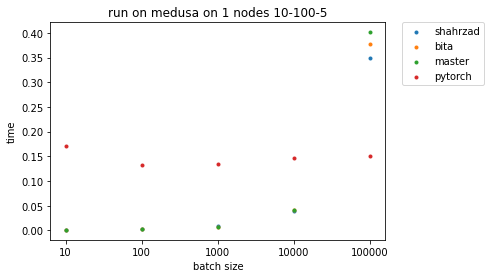 run on medusa on 1 nodes 10-100-5
0.40
0.35
0.30
0.25
0.20
0.15
0.10
0.05
0.00
time
10 100 1000 10000 100000
batch size
shahrzad
bita
master
pytorch